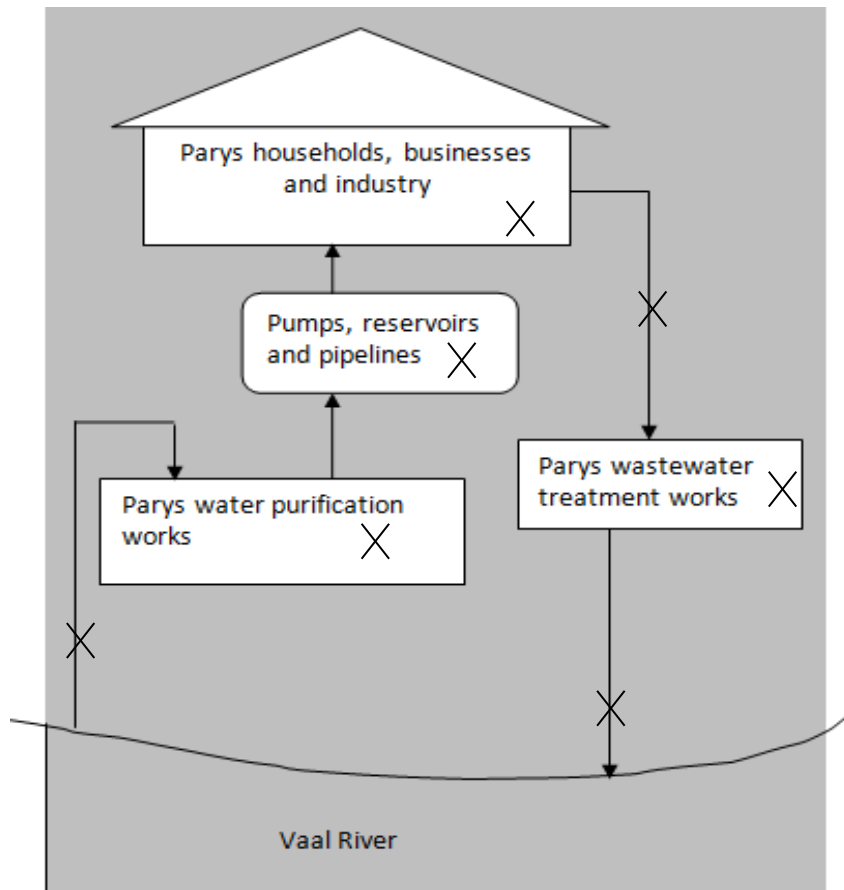 Parys households, businesses
and industry
Pumps, reservoirs
and pipelines
Parys wastewater
treatment works
Parys water purification
works
Vaal River